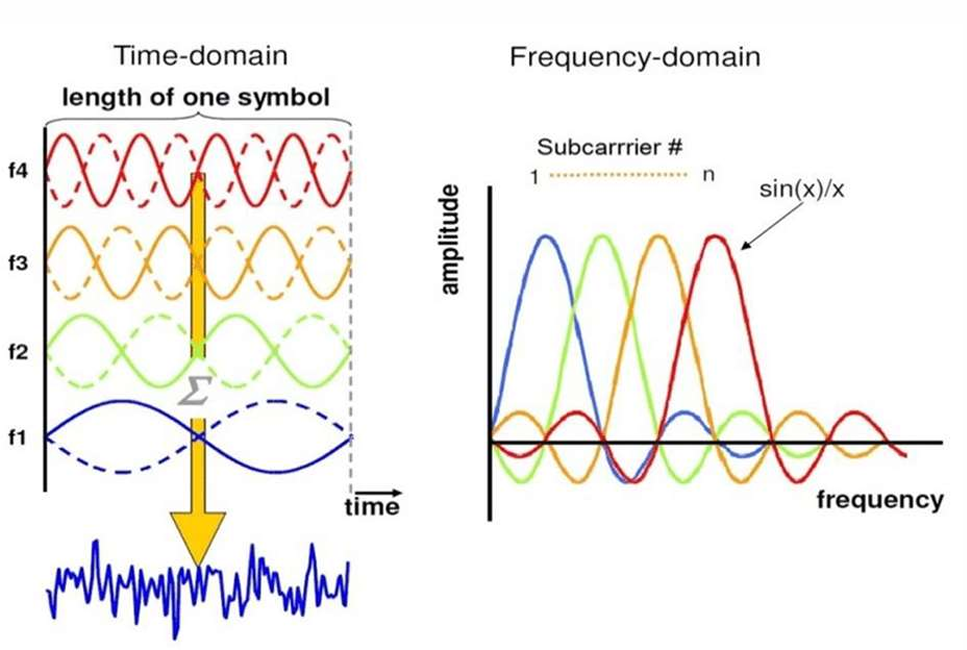 Time-domain
length of one symbol
f4
f3
f2
Σ
f1
time
Frequency-domain
Subcarrrier #
1 n
sin(x)/x
amplitude
frequency